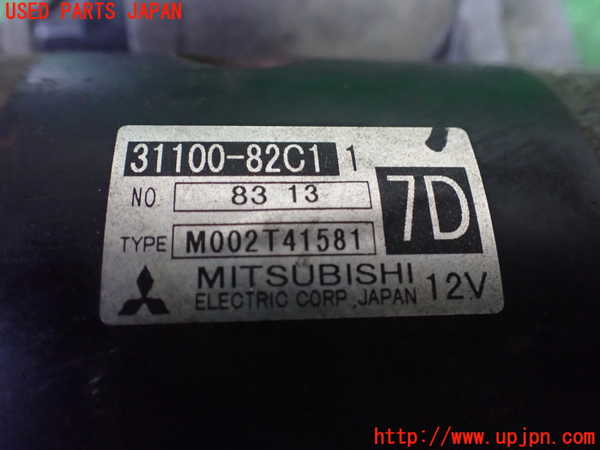 USED PARTS JAPAN
31100-82C1 1
NO 83 13
7D
TYPE M002T41581
MITSUBISHI
ELECTRIC CORP.,JAPAN 12V
http://www.upjpn.com/